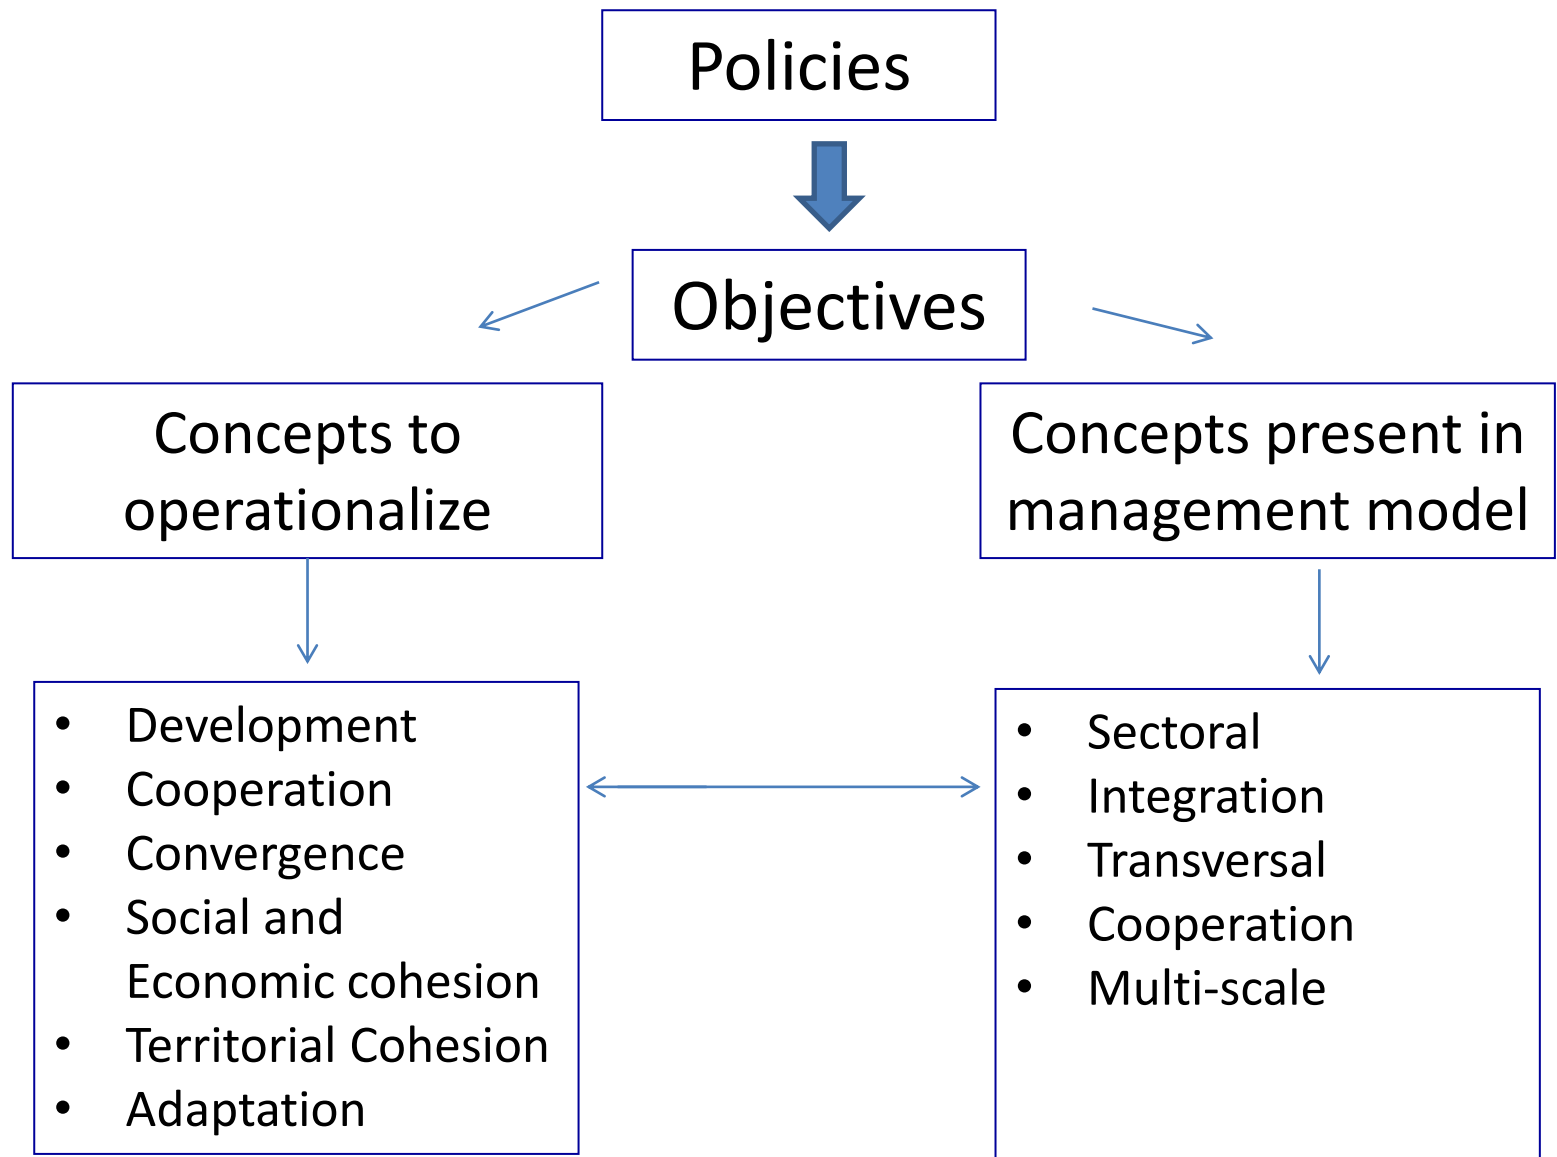 Policies
Objectives
Concepts to
operationalize
Concepts present in
management model
• Development
• Cooperation
• Convergence
• Social and
Economic cohesion
• Territorial Cohesion
• Adaptation
• Sectoral
• Integration
• Transversal
• Cooperation
• Multi-scale